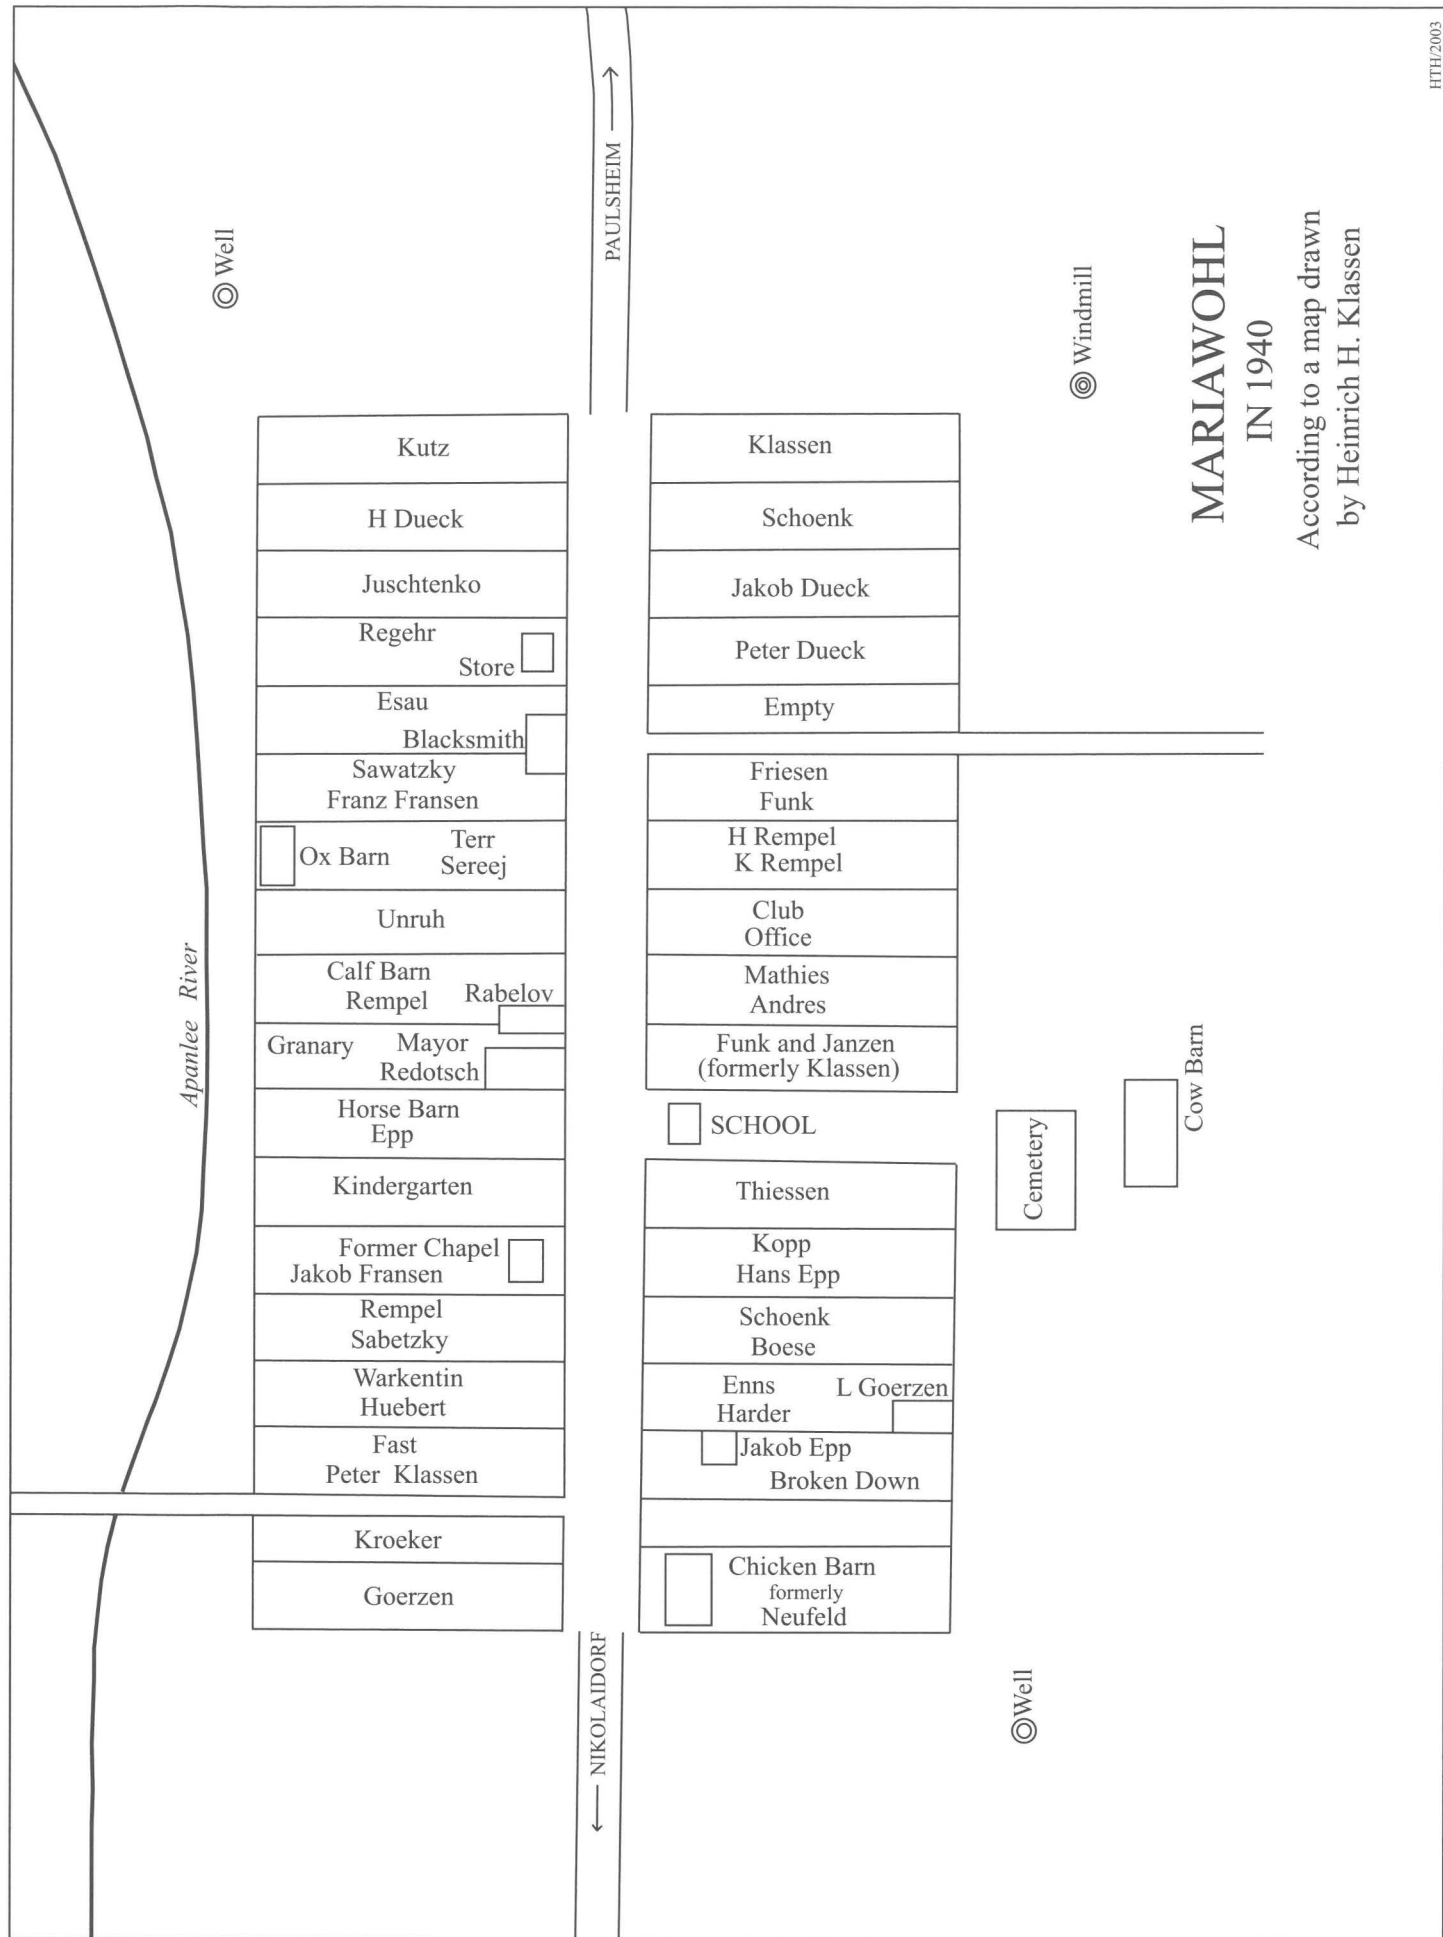 HTH/2003
PAULSHEIM
Well
Windmill
MARIAWOHL
IN 1940
According to a map drawn
by Heinrich H. Klassen
Kutz
H Dueck
Juschtenko
Regehr
Store
Esau
Blacksmith
Sawatzky
Franz Fransen
Ox Barn
Terr
Sereej
Unruh
Calf Barn
Rempel
Rabelov
Granary
Mayor
Redotsch
Horse Barn
Epp
Kindergarten
Former Chapel
Jakob Fransen
Rempel
Sabetzky
Warkentin
Huebert
Fast
Peter Klassen
Kroeker
Goerzen
Klassen
Schoenk
Jakob Dueck
Peter Dueck
Empty
Friesen
Funk
H Rempel
K Rempel
Club
Office
Mathies
Andres
Funk and Janzen
(formerly Klassen)
SCHOOL
Thiessen
Kopp
Hans Epp
Schoenk
Boese
Enns
Harder
L Goerzen
Jakob Epp
Broken Down
Chicken Barn
formerly
Neufeld
Apanlee River
Cemetery
Cow Barn
Well
NIKOLAIDORF